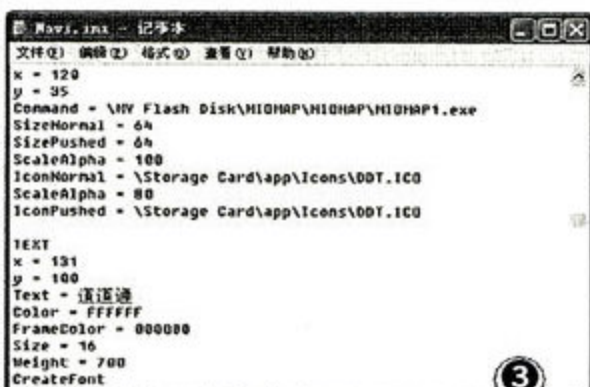 Navi.ini - 记事本
文件(F) 编辑(E) 格式(O) 查看(V) 帮助(H)
x = 120
y = 35
Command = \MY Flash Disk\MIOMAP\MIOMAP\MIOMAP1.exe
SizeNormal = 64
SizePushed = 64
ScaleAlpha = 100
IconNormal = \Storage Card\app\Icons\DDT.ICO
ScaleAlpha = 80
IconPushed = \Storage Card\app\Icons\DDT.ICO
TEXT
x = 131
y = 100
Text = 道道通
Color = FFFFFF
FrameColor = 000080
Size = 16
Weight = 700
CreateFont
3